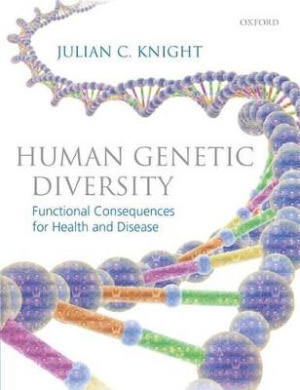 OXFORD
JULIAN C. KNIGHT
HUMAN GENETIC
DIVERSITY
Functional Consequences
for Health and Disease